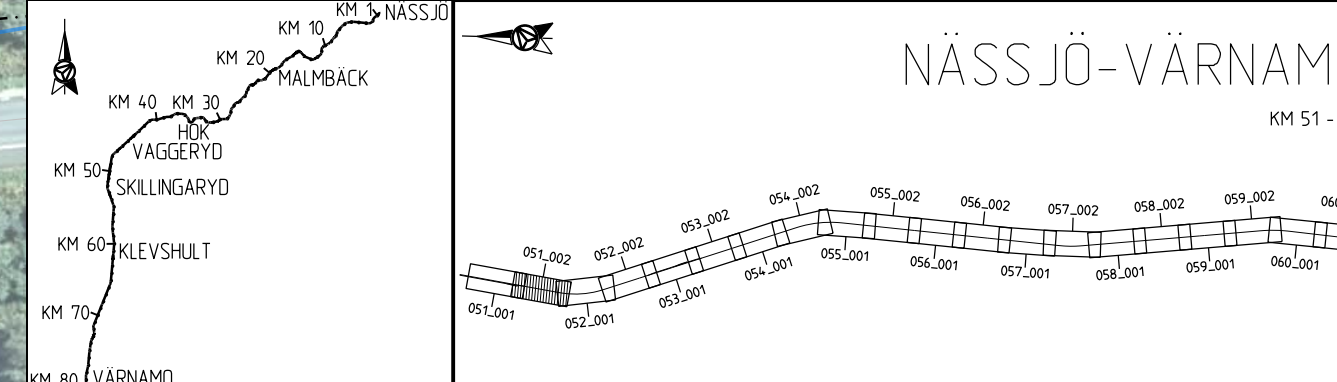 KM 1
NÄSSJÖ
KM 10
KM 20
MALMBÄCK
KM 40
KM 30
HOK
VAGGERYD
KM 50
SKILLINGARYD
KM 60
KLEVSHULT
KM 70
KM 80
VÄRNAMO
NÄSSJÖ-VÄRNAM
KM 51 -
051_002
052_002
053_002
054_002
055_002
056_002
057_002
058_002
059_002
060
051_001
052_001
053_001
054_001
055_001
056_001
057_001
058_001
059_001
060_001